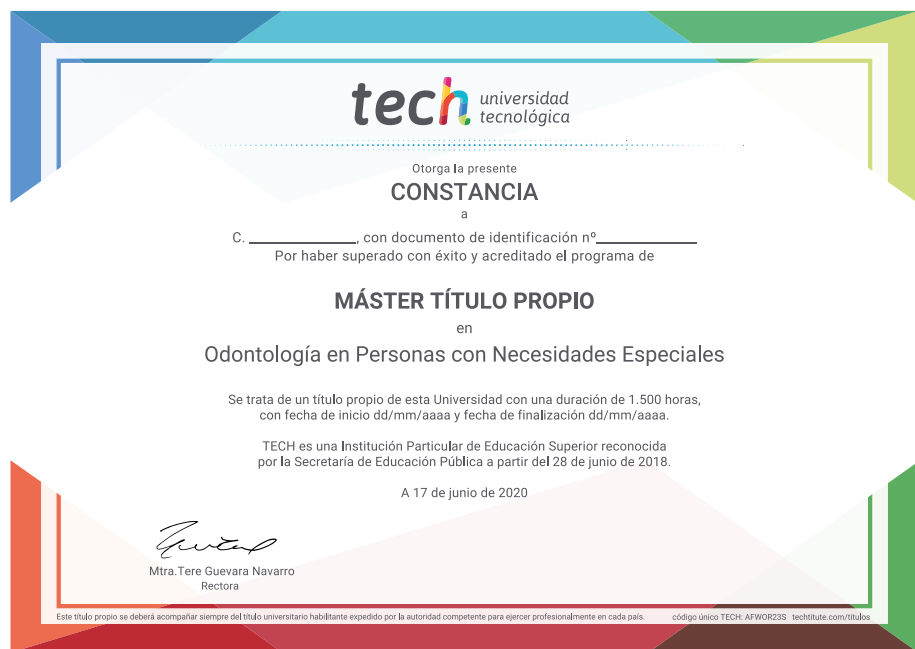 tech universidad
tecnológica
Otorga la presente
CONSTANCIA
a
C. ____________, con documento de identificación nº____________
Por haber superado con éxito y acreditado el programa de
MÁSTER TÍTULO PROPIO
en
Odontología en Personas con Necesidades Especiales
Se trata de un título propio de esta Universidad con una duración de 1.500 horas,
con fecha de inicio dd/mm/aaaa y fecha de finalización dd/mm/aaaa.
TECH es una Institución Particular de Educación Superior reconocida
por la Secretaría de Educación Pública a partir del 28 de junio de 2018.
A 17 de junio de 2020
Mtra.Tere Guevara Navarro
Rectora
Este título propio se deberá acompañar siempre del título universitario habilitante expedido por la autoridad competente para ejercer profesionalmente en cada país. código único TECH: AFWOR23S techtitute.com/titulos